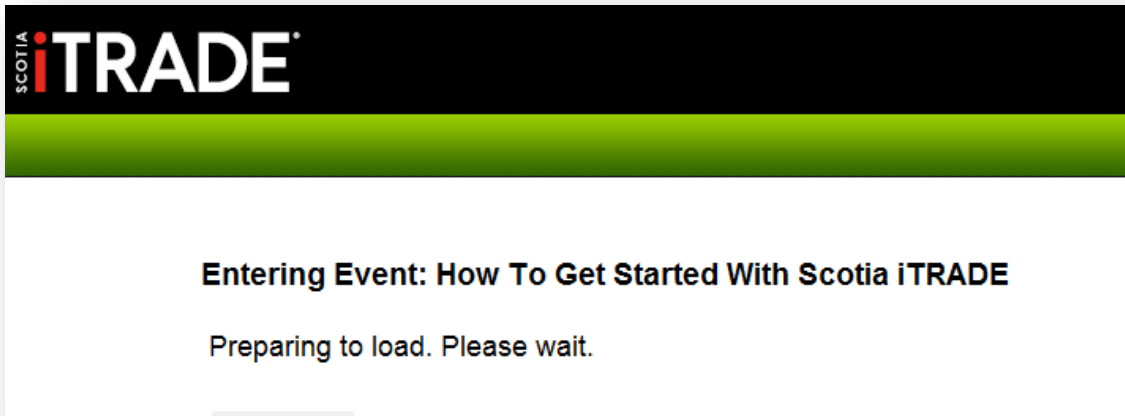 SCOTIA iTRADE®
Entering Event: How To Get Started With Scotia iTRADE
Preparing to load. Please wait.